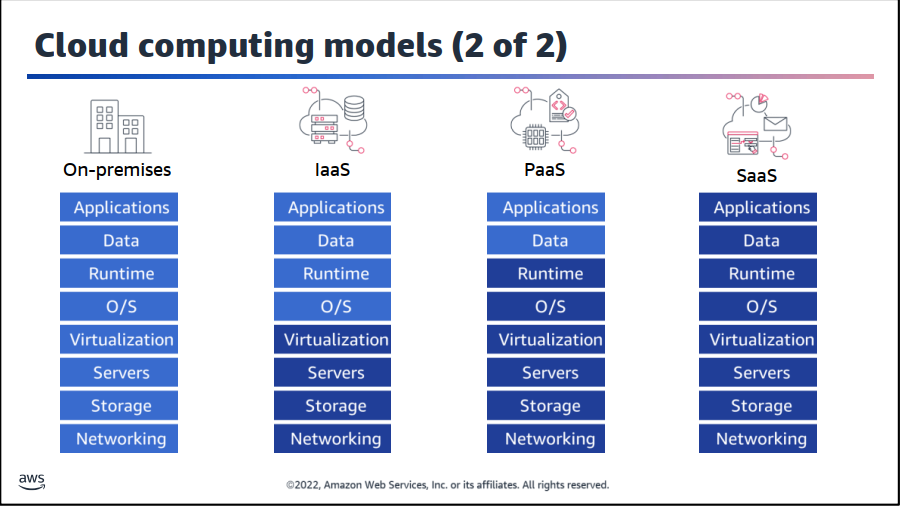 Cloud computing models (2 of 2)
On-premises
Applications
Data
Runtime
O/S
Virtualization
Servers
Storage
Networking
IaaS
Applications
Data
Runtime
O/S
Virtualization
Servers
Storage
Networking
PaaS
Applications
Data
Runtime
O/S
Virtualization
Servers
Storage
Networking
SaaS
Applications
Data
Runtime
O/S
Virtualization
Servers
Storage
Networking
aws
©2022, Amazon Web Services, Inc. or its affiliates. All rights reserved.